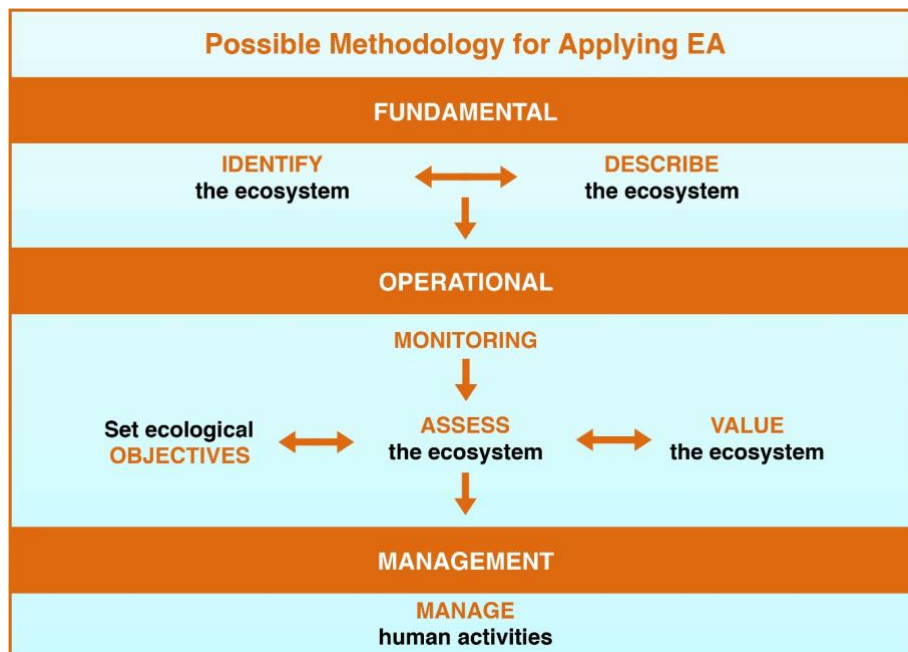 Possible Methodology for Applying EA
FUNDAMENTAL
IDENTIFY
the ecosystem
DESCRIBE
the ecosystem
OPERATIONAL
MONITORING
Set ecological
OBJECTIVES
ASSESS
the ecosystem
VALUE
the ecosystem
MANAGEMENT
MANAGE
human activities